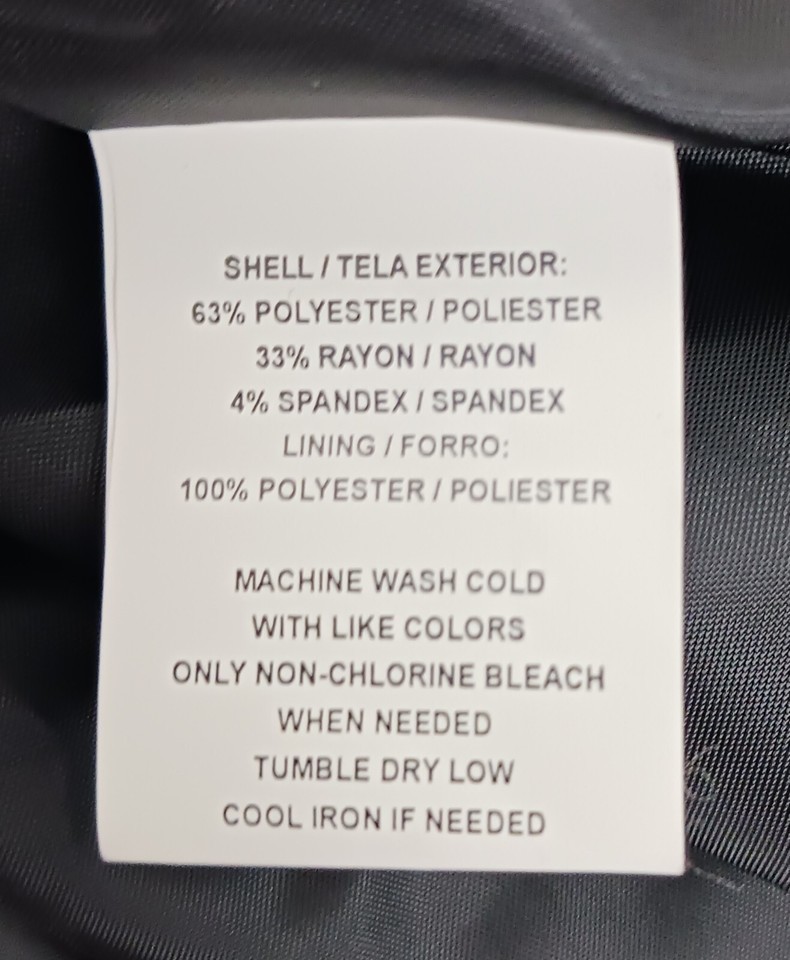 SHELL / TELA EXTERIOR:
63% POLYESTER / POLIESTER
33% RAYON / RAYON
4% SPANDEX / SPANDEX
LINING / FORRO:
100% POLYESTER / POLIESTER
MACHINE WASH COLD
WITH LIKE COLORS
ONLY NON-CHLORINE BLEACH
WHEN NEEDED
TUMBLE DRY LOW
COOL IRON IF NEEDED